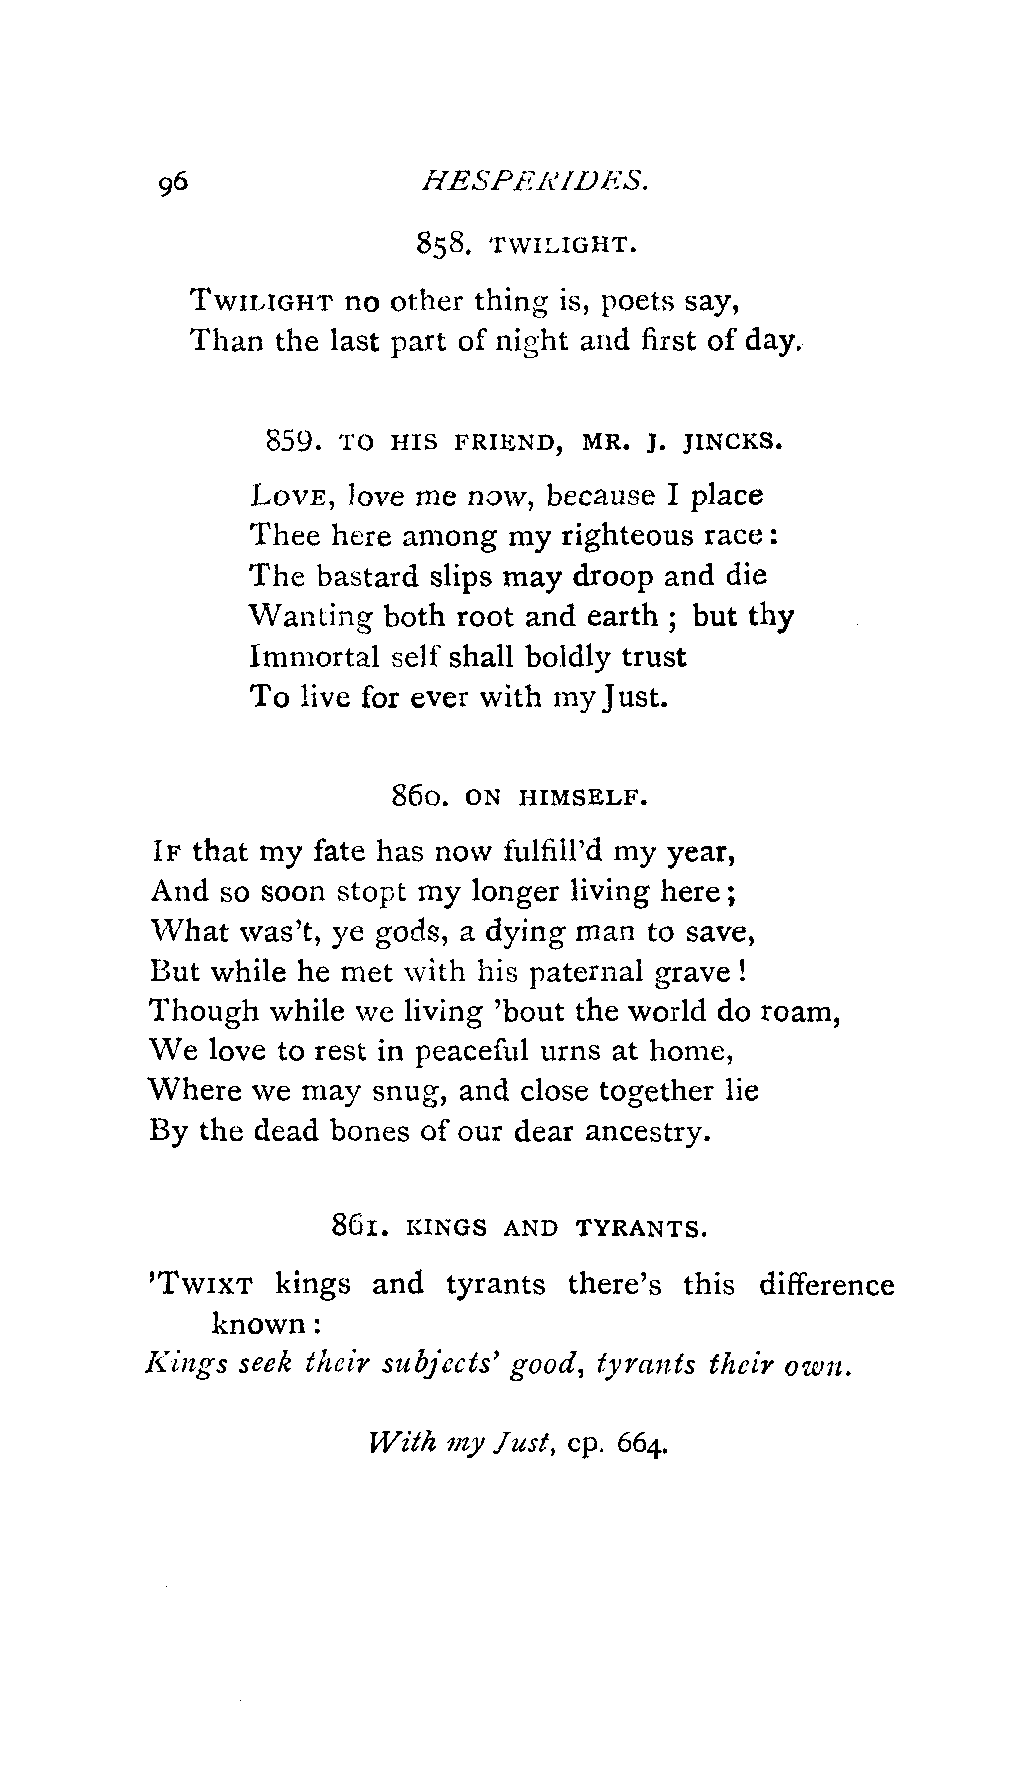 96 HESPERIDES.
858. TWILIGHT.
TWILIGHT no other thing is, poets say,
Than the last part of night and first of day.
859. TO HIS FRIEND, MR. J. JINCKS.
LOVE, love me now, because I place
Thee here among my righteous race:
The bastard slips may droop and die
Wanting both root and earth ; but thy
Immortal self shall boldly trust
To live for ever with my Just.
860. ON HIMSELF.
IF that my fate has now fulfill'd my year,
And so soon stopt my longer living here;
What was't, ye gods, a dying man to save,
But while he met with his paternal grave!
Though while we living 'bout the world do roam,
We love to rest in peaceful urns at home,
Where we may snug, and close together lie
By the dead bones of our dear ancestry.
861. KINGS AND TYRANTS.
'TWIXT kings and tyrants there's this difference
known:
Kings seek their subjects' good, tyrants their own.
With my Just, cp. 664.